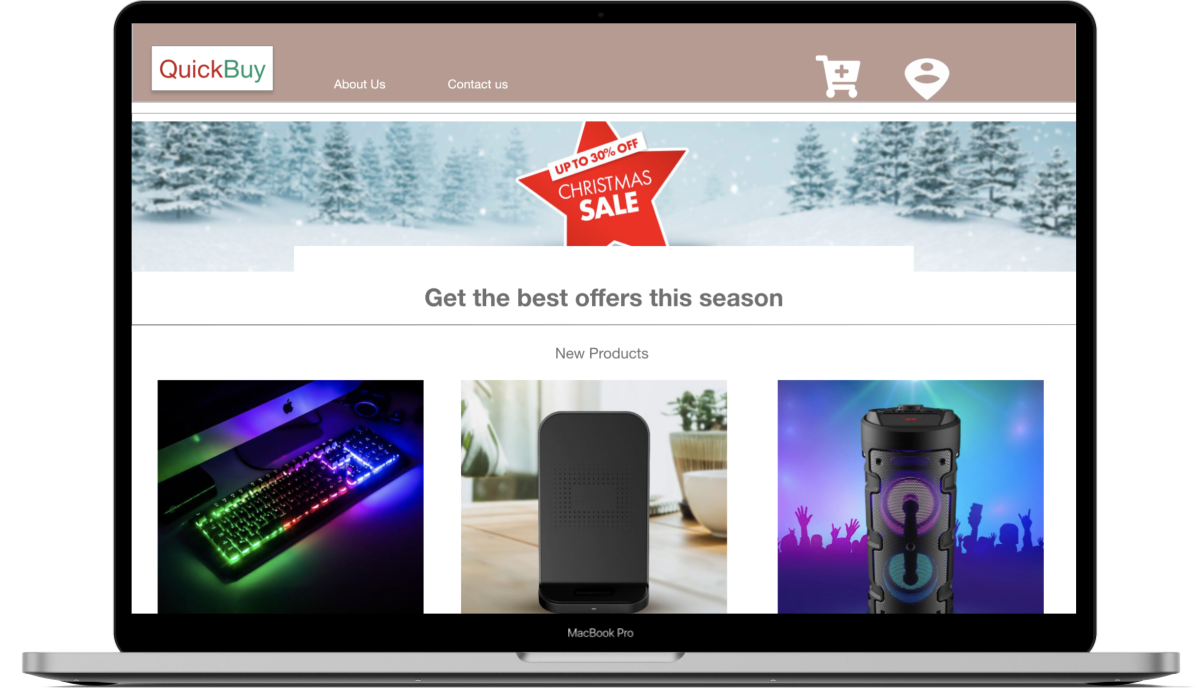 QuickBuy
About Us
Contact us
UP TO 30% OFF
CHRISTMAS
SALE
Get the best offers this season
New Products
MacBook Pro